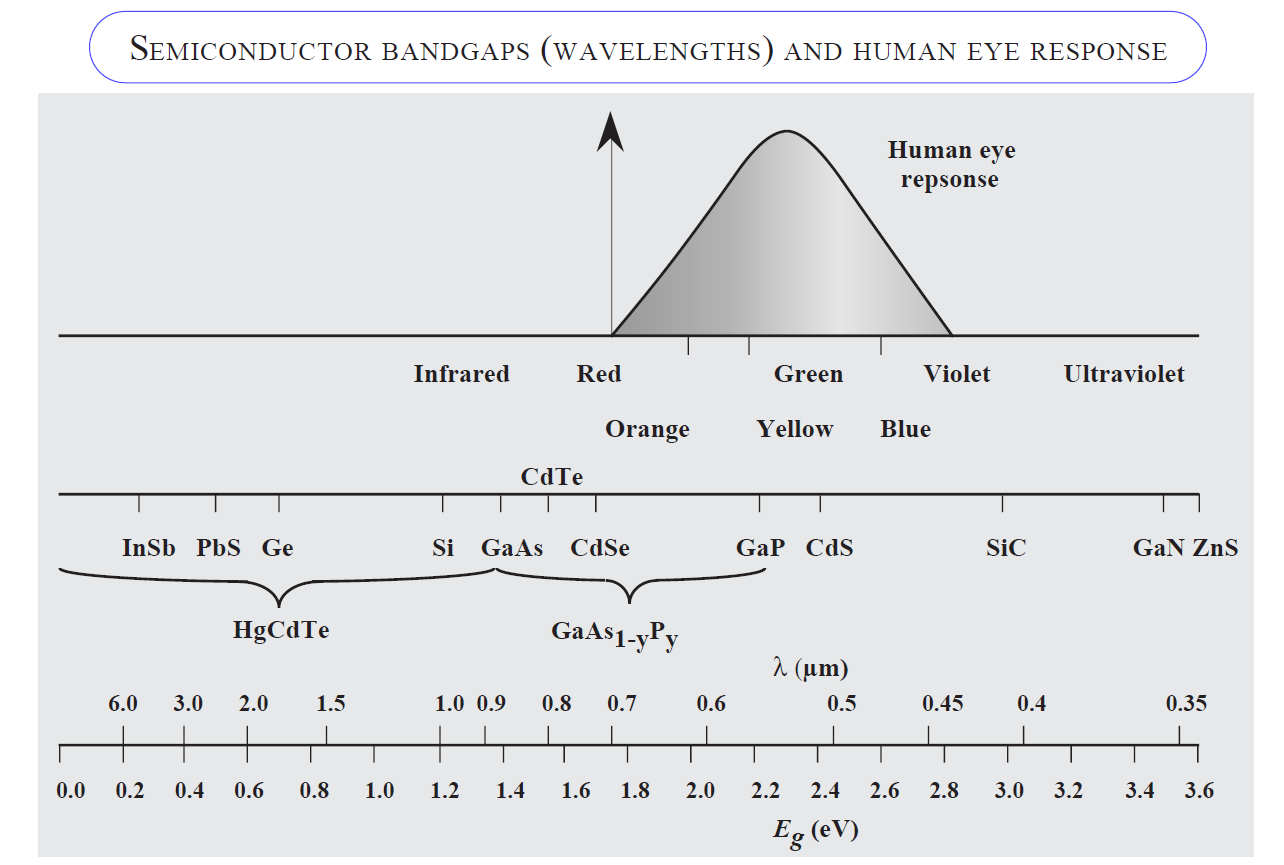 SEMICONDUCTOR BANDGAPS (WAVELENGTHS) AND HUMAN EYE RESPONSE
Human eye
repsonse
Infrared Red Green Violet Ultraviolet
Orange Yellow Blue
CdTe
InSb PbS Ge Si GaAs CdSe GaP CdS SiC GaN ZnS
HgCdTe GaAs1-yPy
λ (μm)
6.0 3.0 2.0 1.5 1.0 0.9 0.8 0.7 0.6 0.5 0.45 0.4 0.35
0.0 0.2 0.4 0.6 0.8 1.0 1.2 1.4 1.6 1.8 2.0 2.2 2.4 2.6 2.8 3.0 3.2 3.4 3.6
Eg (eV)